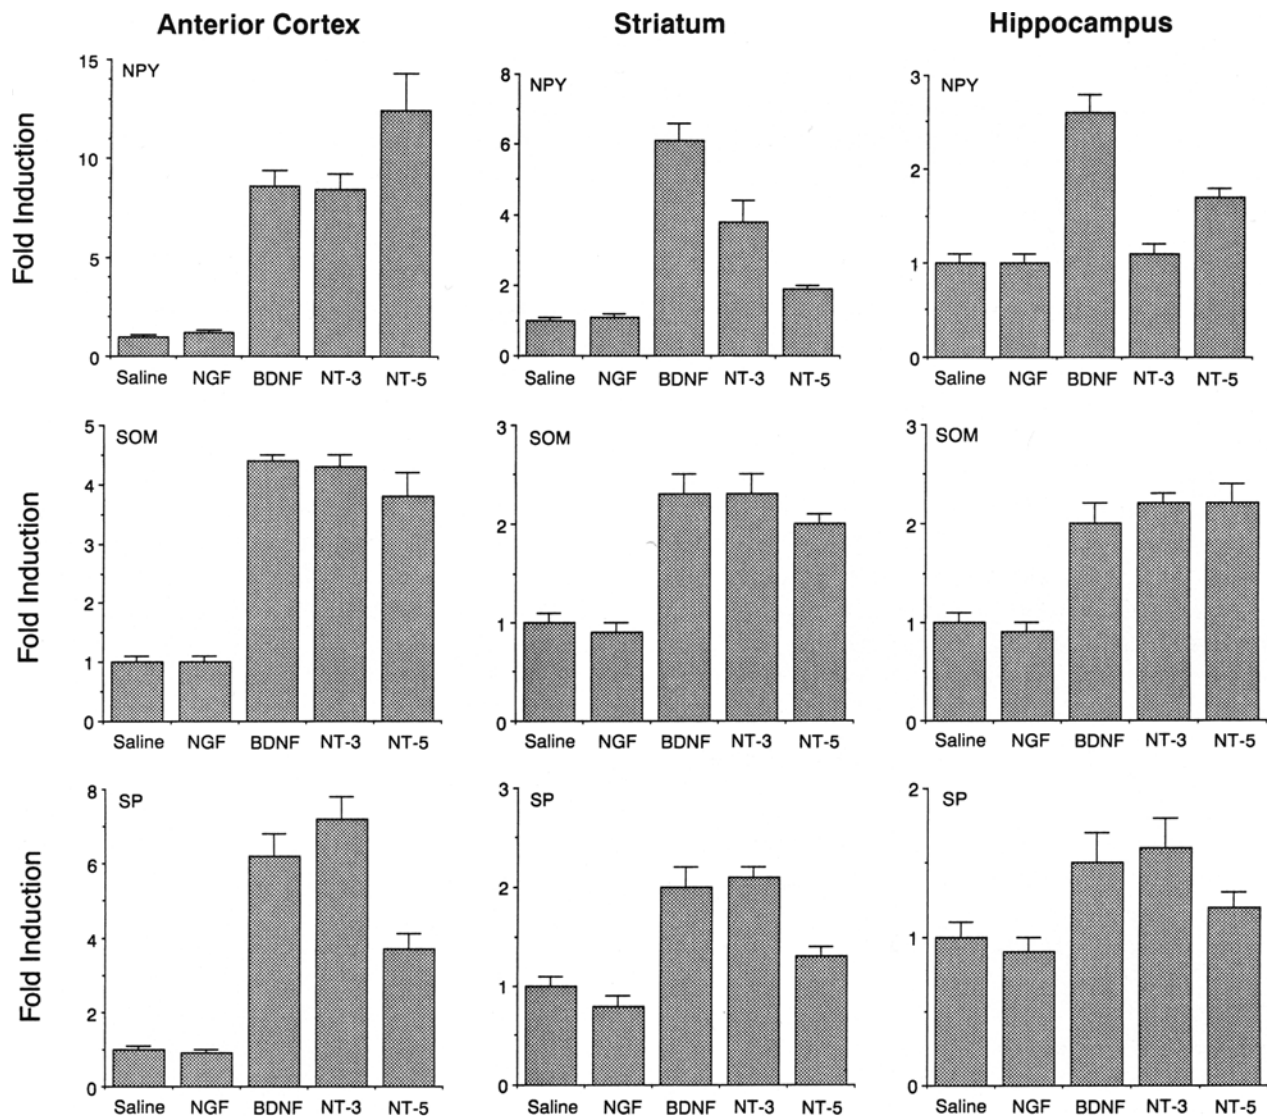 Anterior Cortex Striatum Hippocampus
Fold Induction
NPY
15
10
5
0
Saline NGF BDNF NT-3 NT-5
NPY
8
6
4
2
0
Saline NGF BDNF NT-3 NT-5
NPY
3
2
1
0
Saline NGF BDNF NT-3 NT-5
Fold Induction
SOM
5
4
3
2
1
0
Saline NGF BDNF NT-3 NT-5
SOM
3
2
1
0
Saline NGF BDNF NT-3 NT-5
SOM
3
2
1
0
Saline NGF BDNF NT-3 NT-5
Fold Induction
SP
8
6
4
2
0
Saline NGF BDNF NT-3 NT-5
SP
3
2
1
0
Saline NGF BDNF NT-3 NT-5
SP
2
1
0
Saline NGF BDNF NT-3 NT-5